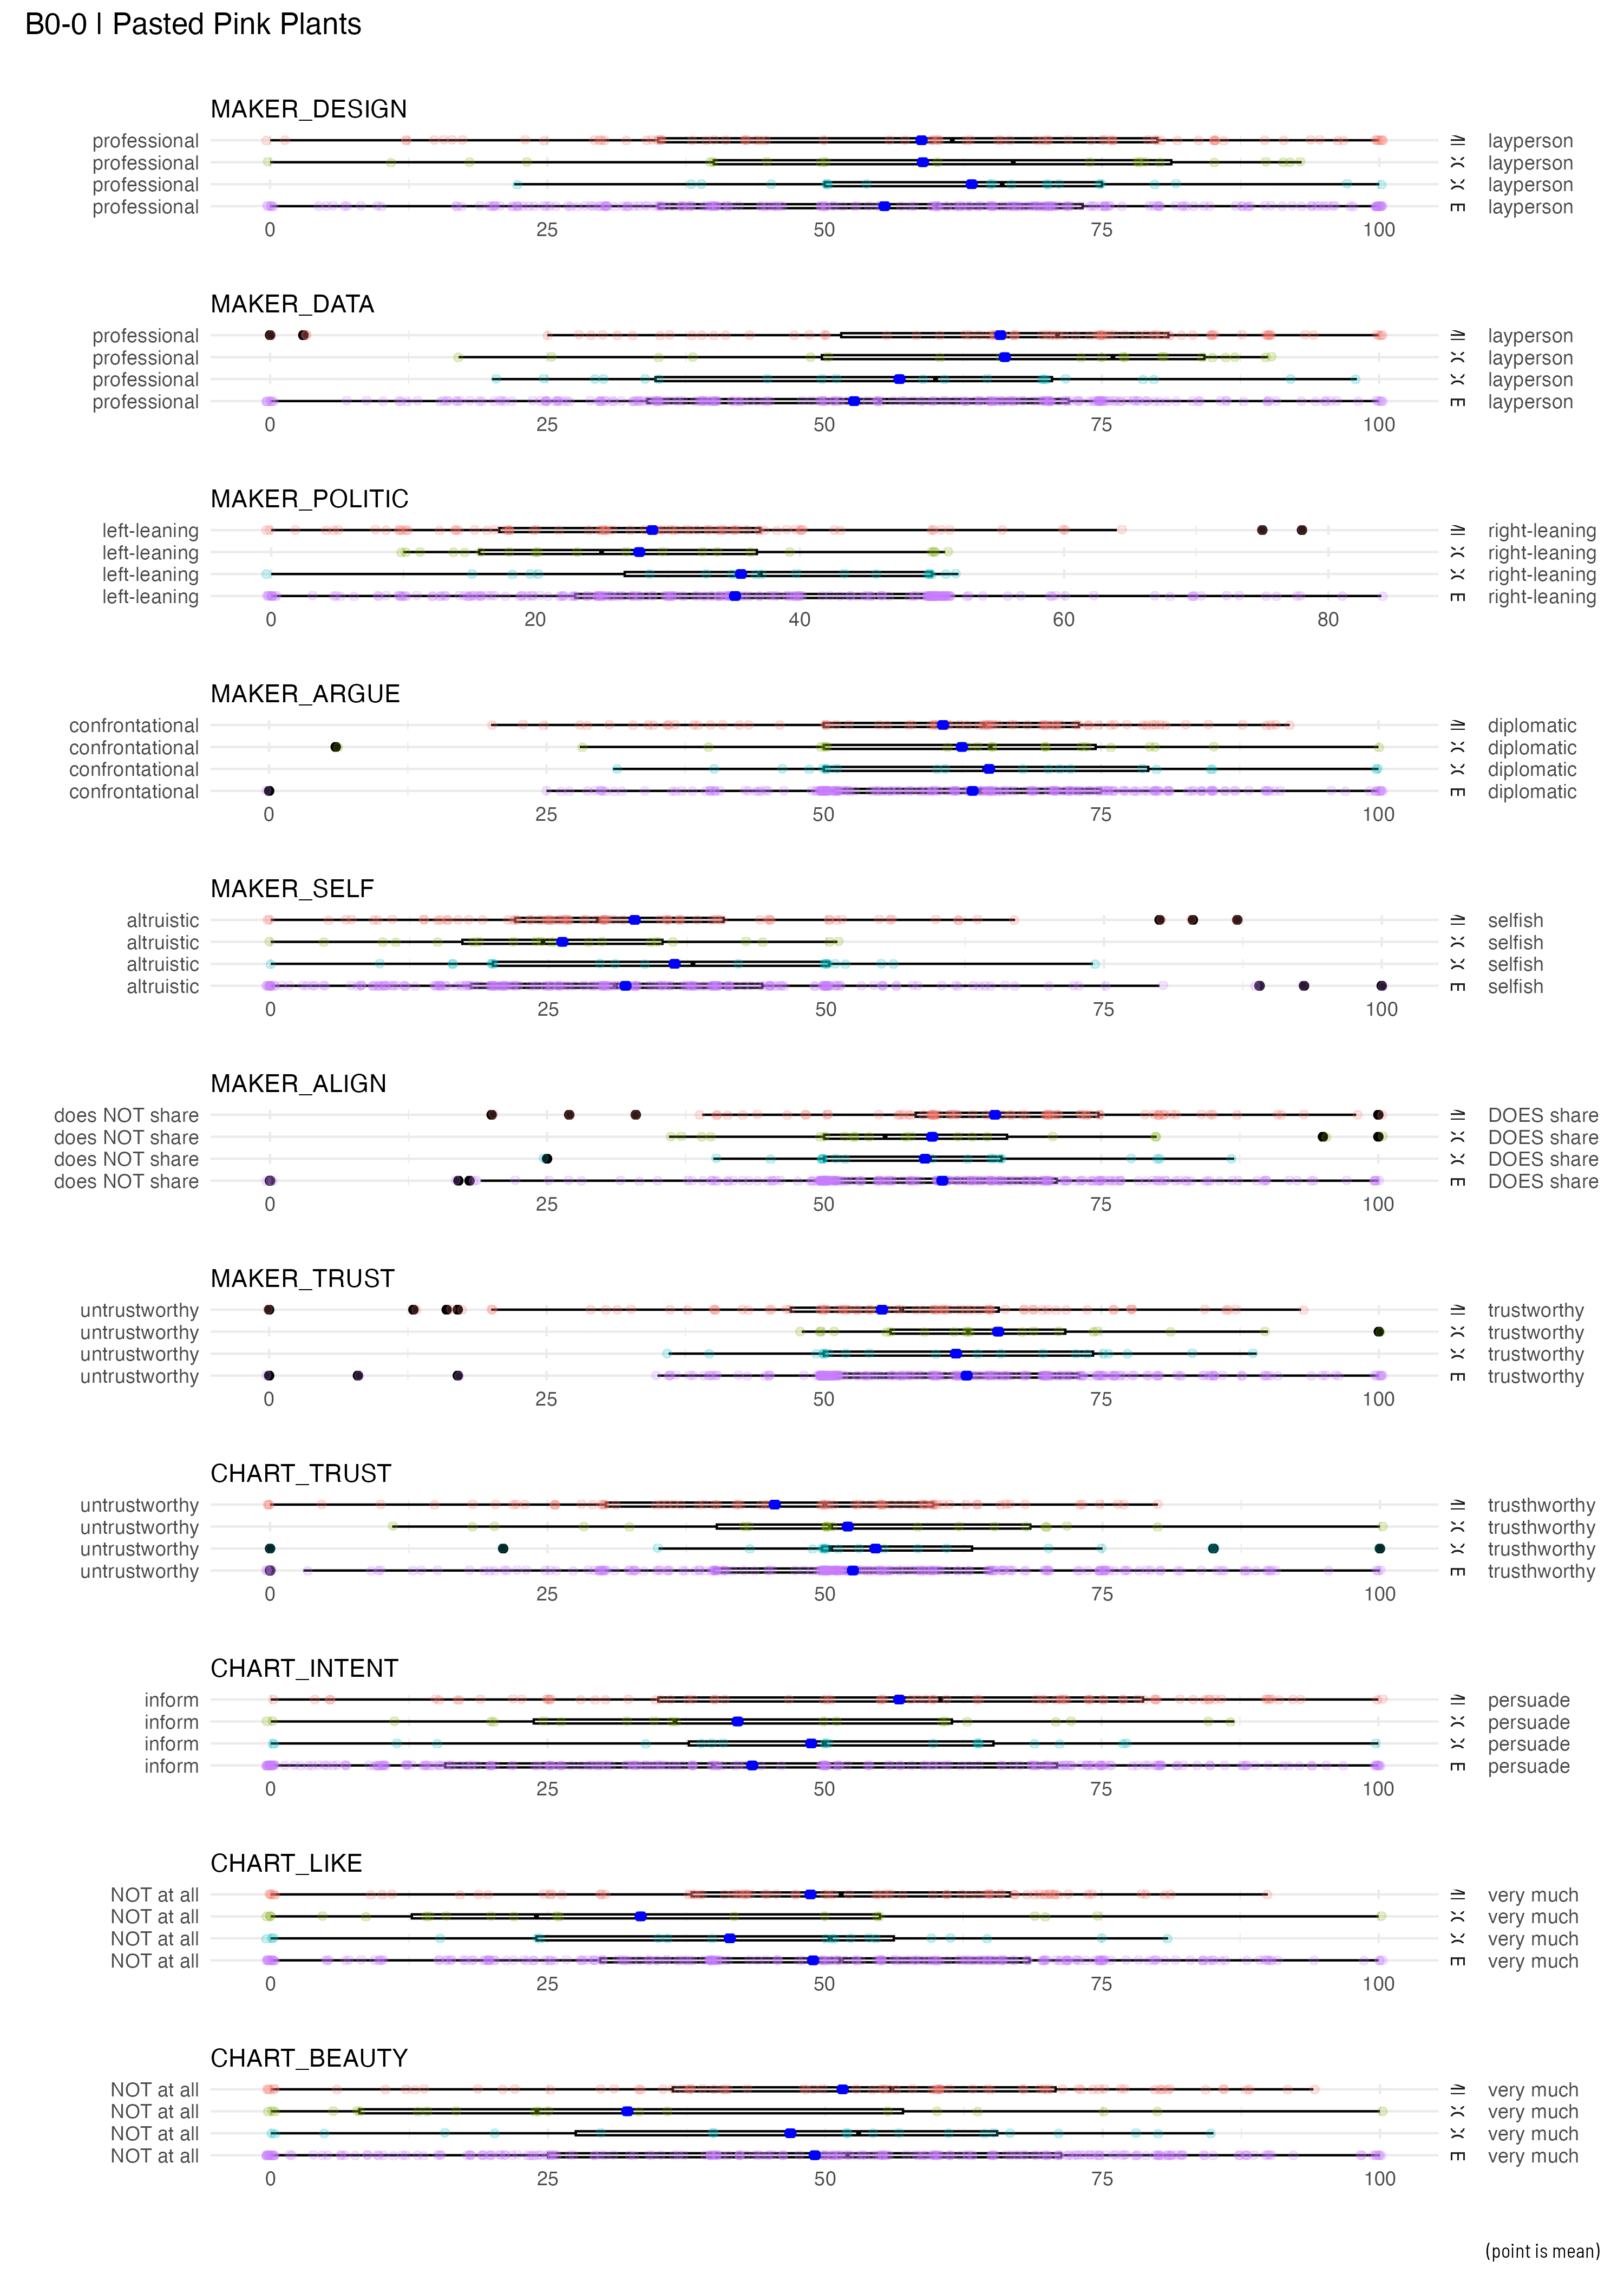 B0-0 | Pasted Pink Plants
MAKER_DESIGN
professional layperson
professional layperson
professional layperson
professional layperson
0 25 50 75 100
MAKER_DATA
professional layperson
professional layperson
professional layperson
professional layperson
0 25 50 75 100
MAKER_POLITIC
left-leaning right-leaning
left-leaning right-leaning
left-leaning right-leaning
left-leaning right-leaning
0 20 40 60 80
MAKER_ARGUE
confrontational diplomatic
confrontational diplomatic
confrontational diplomatic
confrontational diplomatic
0 25 50 75 100
MAKER_SELF
altruistic selfish
altruistic selfish
altruistic selfish
altruistic selfish
0 25 50 75 100
MAKER_ALIGN
does NOT share DOES share
does NOT share DOES share
does NOT share DOES share
does NOT share DOES share
0 25 50 75 100
MAKER_TRUST
untrustworthy trustworthy
untrustworthy trustworthy
untrustworthy trustworthy
untrustworthy trustworthy
0 25 50 75 100
CHART_TRUST
untrustworthy trusthworthy
untrustworthy trusthworthy
untrustworthy trusthworthy
untrustworthy trusthworthy
0 25 50 75 100
CHART_INTENT
inform persuade
inform persuade
inform persuade
inform persuade
0 25 50 75 100
CHART_LIKE
NOT at all very much
NOT at all very much
NOT at all very much
NOT at all very much
0 25 50 75 100
CHART_BEAUTY
NOT at all very much
NOT at all very much
NOT at all very much
NOT at all very much
0 25 50 75 100
(point is mean)